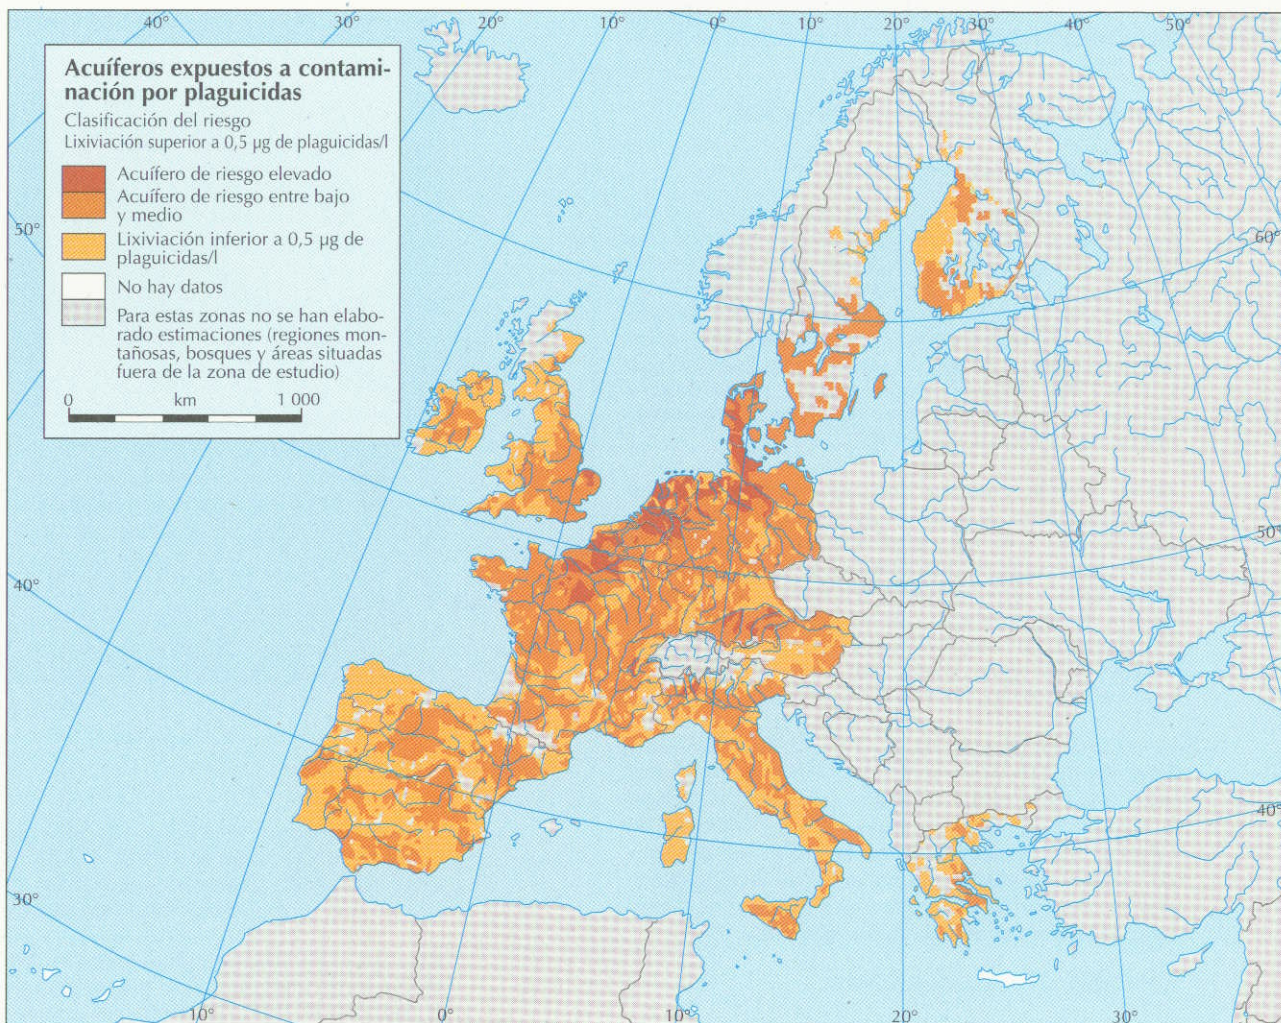 40°
30°
20°
10°
0°
10°
20°
30°
40°
50°
Acuíferos expuestos a contami-
nación por plaguicidas
Clasificación del riesgo
Lixiviación superior a 0,5 µg de plaguicidas/l
Acuífero de riesgo elevado
Acuífero de riesgo entre bajo
y medio
Lixiviación inferior a 0,5 µg de
plaguicidas/l
No hay datos
Para estas zonas no se han elabo-
rado estimaciones (regiones mon-
tañosas, bosques y áreas situadas
fuera de la zona de estudio)
0 km 1 000
50°
60°
50°
40°
40°
30°
10°
0°
10°
20°
30°